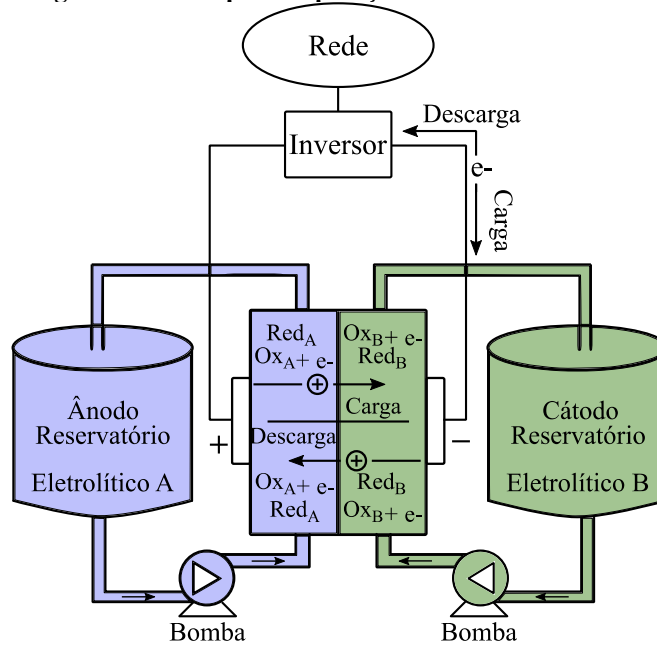 Rede
Descarga
Inversor
e-
Carga
Red_A
Ox_A+ e-
Ox_B+ e-
Red_B
+
Carga
Ânodo
Reservatório
Eletrolítico A
+
Descarga
−
Cátodo
Reservatório
Eletrolítico B
+
Ox_A+ e-
Red_A
Red_B
Ox_B+ e-
Bomba
Bomba